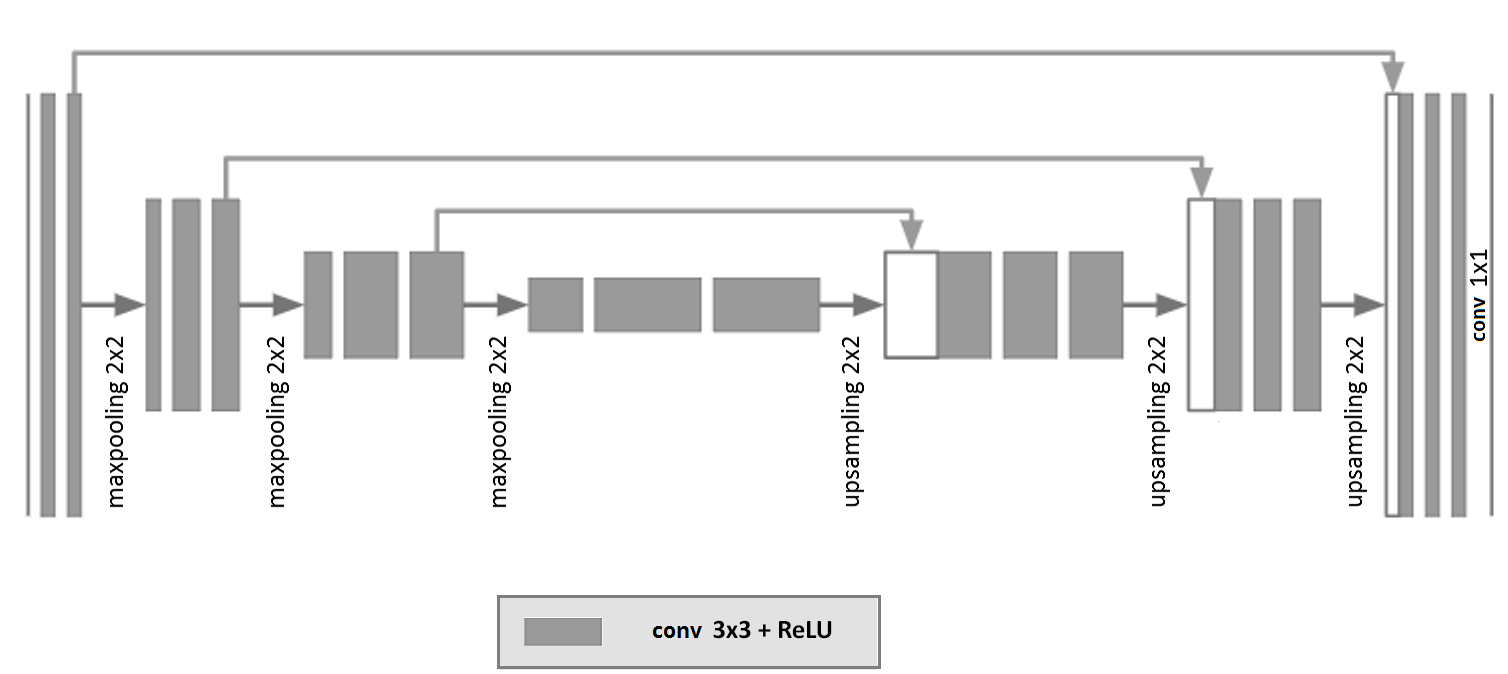 maxpooling 2x2
maxpooling 2x2
maxpooling 2x2
upsampling 2x2
upsampling 2x2
upsampling 2x2
conv 1x1
conv 3x3 + ReLU